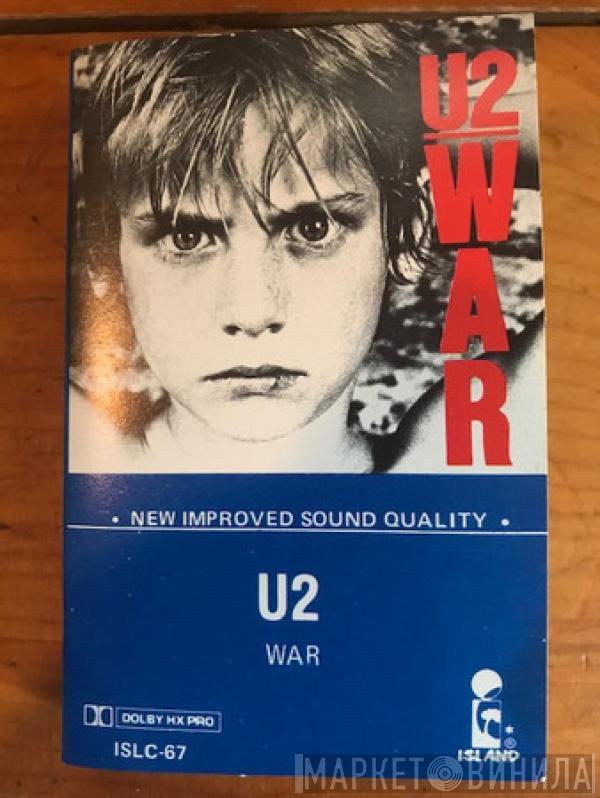 U2
WAR
• NEW IMPROVED SOUND QUALITY •
U2
WAR
DOLBY HX PRO
ISLC-67
ISLAND®
МАРКЕТ ВИНИЛА